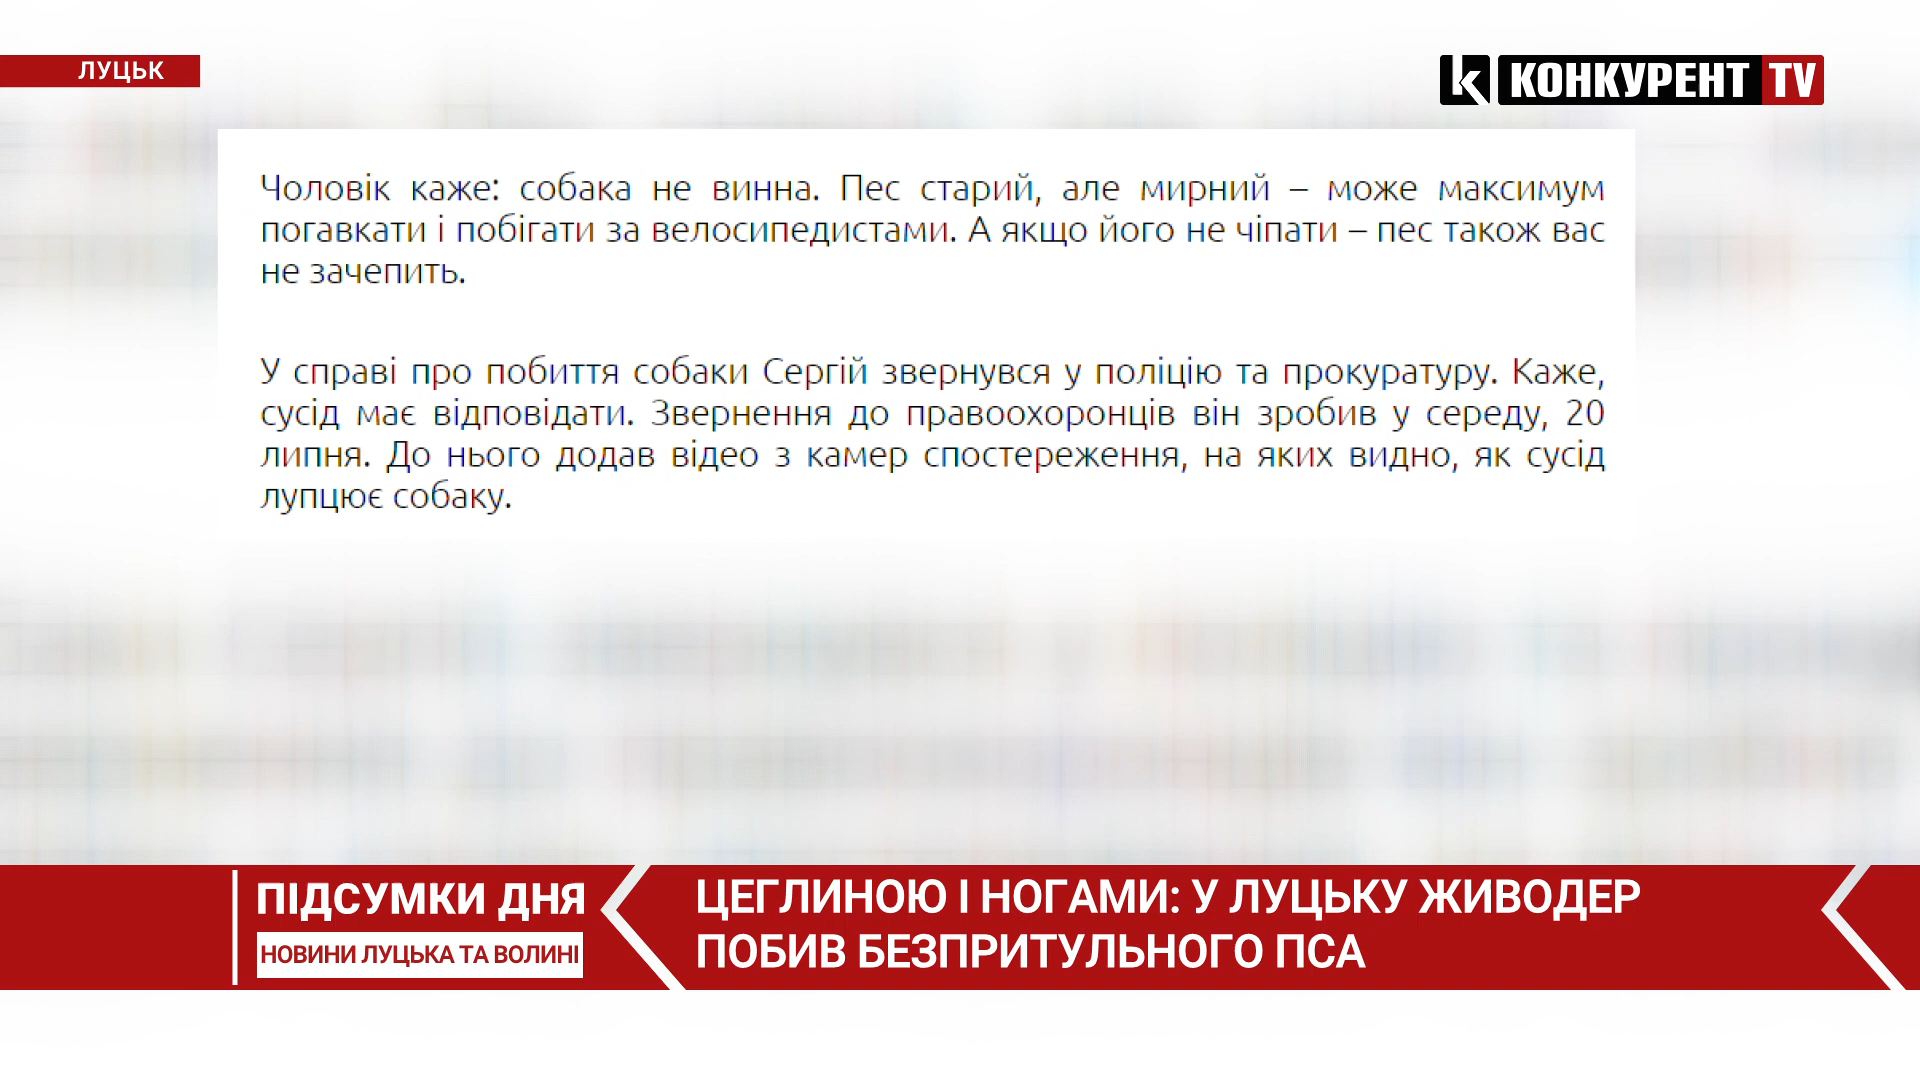 ЛУЦЬК
k КОНКУРЕНТ TV
Чоловік каже: собака не винна. Пес старий, але мирний – може максимум
погавкати і побігати за велосипедистами. А якщо його не чіпати – пес також вас
не зачепить.
У справі про побиття собаки Сергій звернувся у поліцію та прокуратуру. Каже,
сусід має відповідати. Звернення до правоохоронців він зробив у середу, 20
липня. До нього додав відео з камер спостереження, на яких видно, як сусід
лупцює собаку.
ПІДСУМКИ ДНЯ
НОВИНИ ЛУЦЬКА ТА ВОЛИНІ
ЦЕГЛИНОЮ І НОГАМИ: У ЛУЦЬКУ ЖИВОДЕР
ПОБИВ БЕЗПРИТУЛЬНОГО ПСА